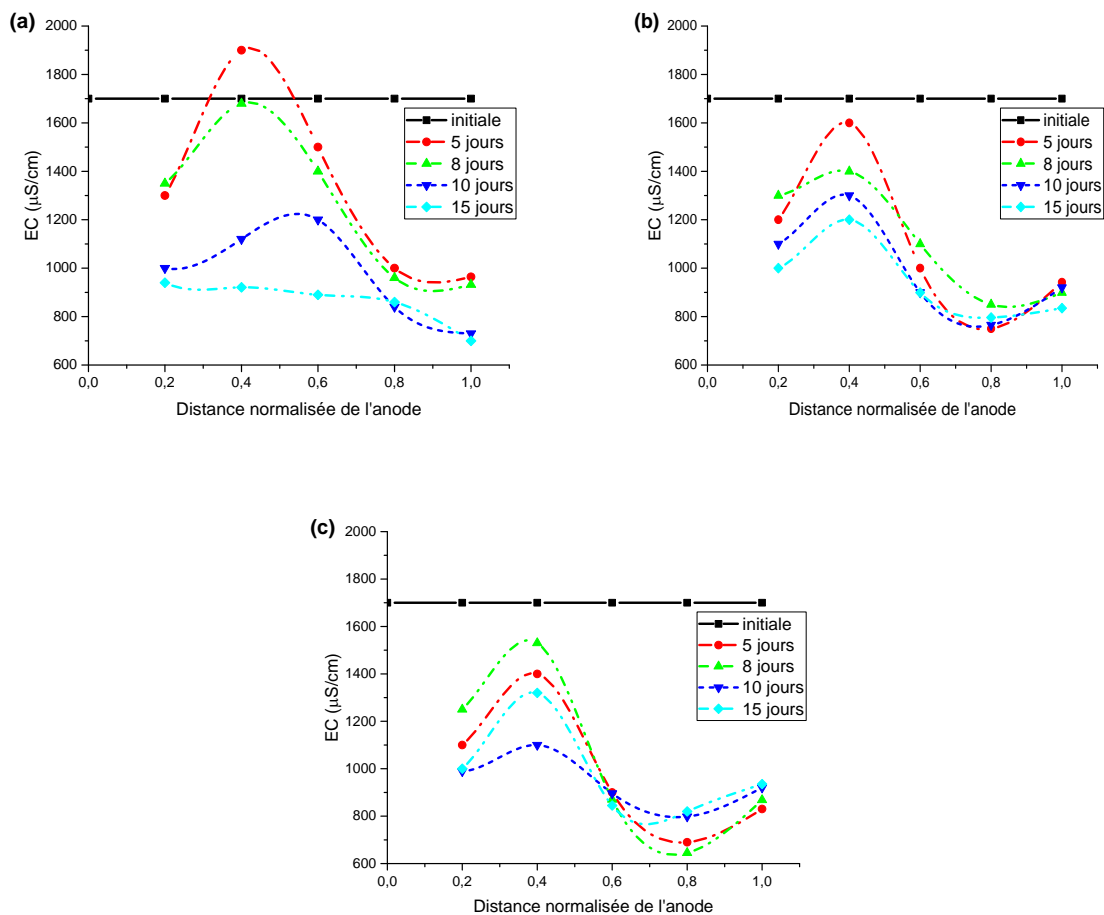 (a)
2000
1800
1600
1400
1200
1000
800
600
EC (µS/cm)
0,0 0,2 0,4 0,6 0,8 1,0
Distance normalisée de l'anode
initiale
5 jours
8 jours
10 jours
15 jours
(b)
2000
1800
1600
1400
1200
1000
800
600
EC (µS/cm)
0,0 0,2 0,4 0,6 0,8 1,0
Distance normalisée de l'anode
initiale
5 jours
8 jours
10 jours
15 jours
(c)
2000
1800
1600
1400
1200
1000
800
600
EC (µS/cm)
0,0 0,2 0,4 0,6 0,8 1,0
Distance normalisée de l'anode
initiale
5 jours
8 jours
10 jours
15 jours